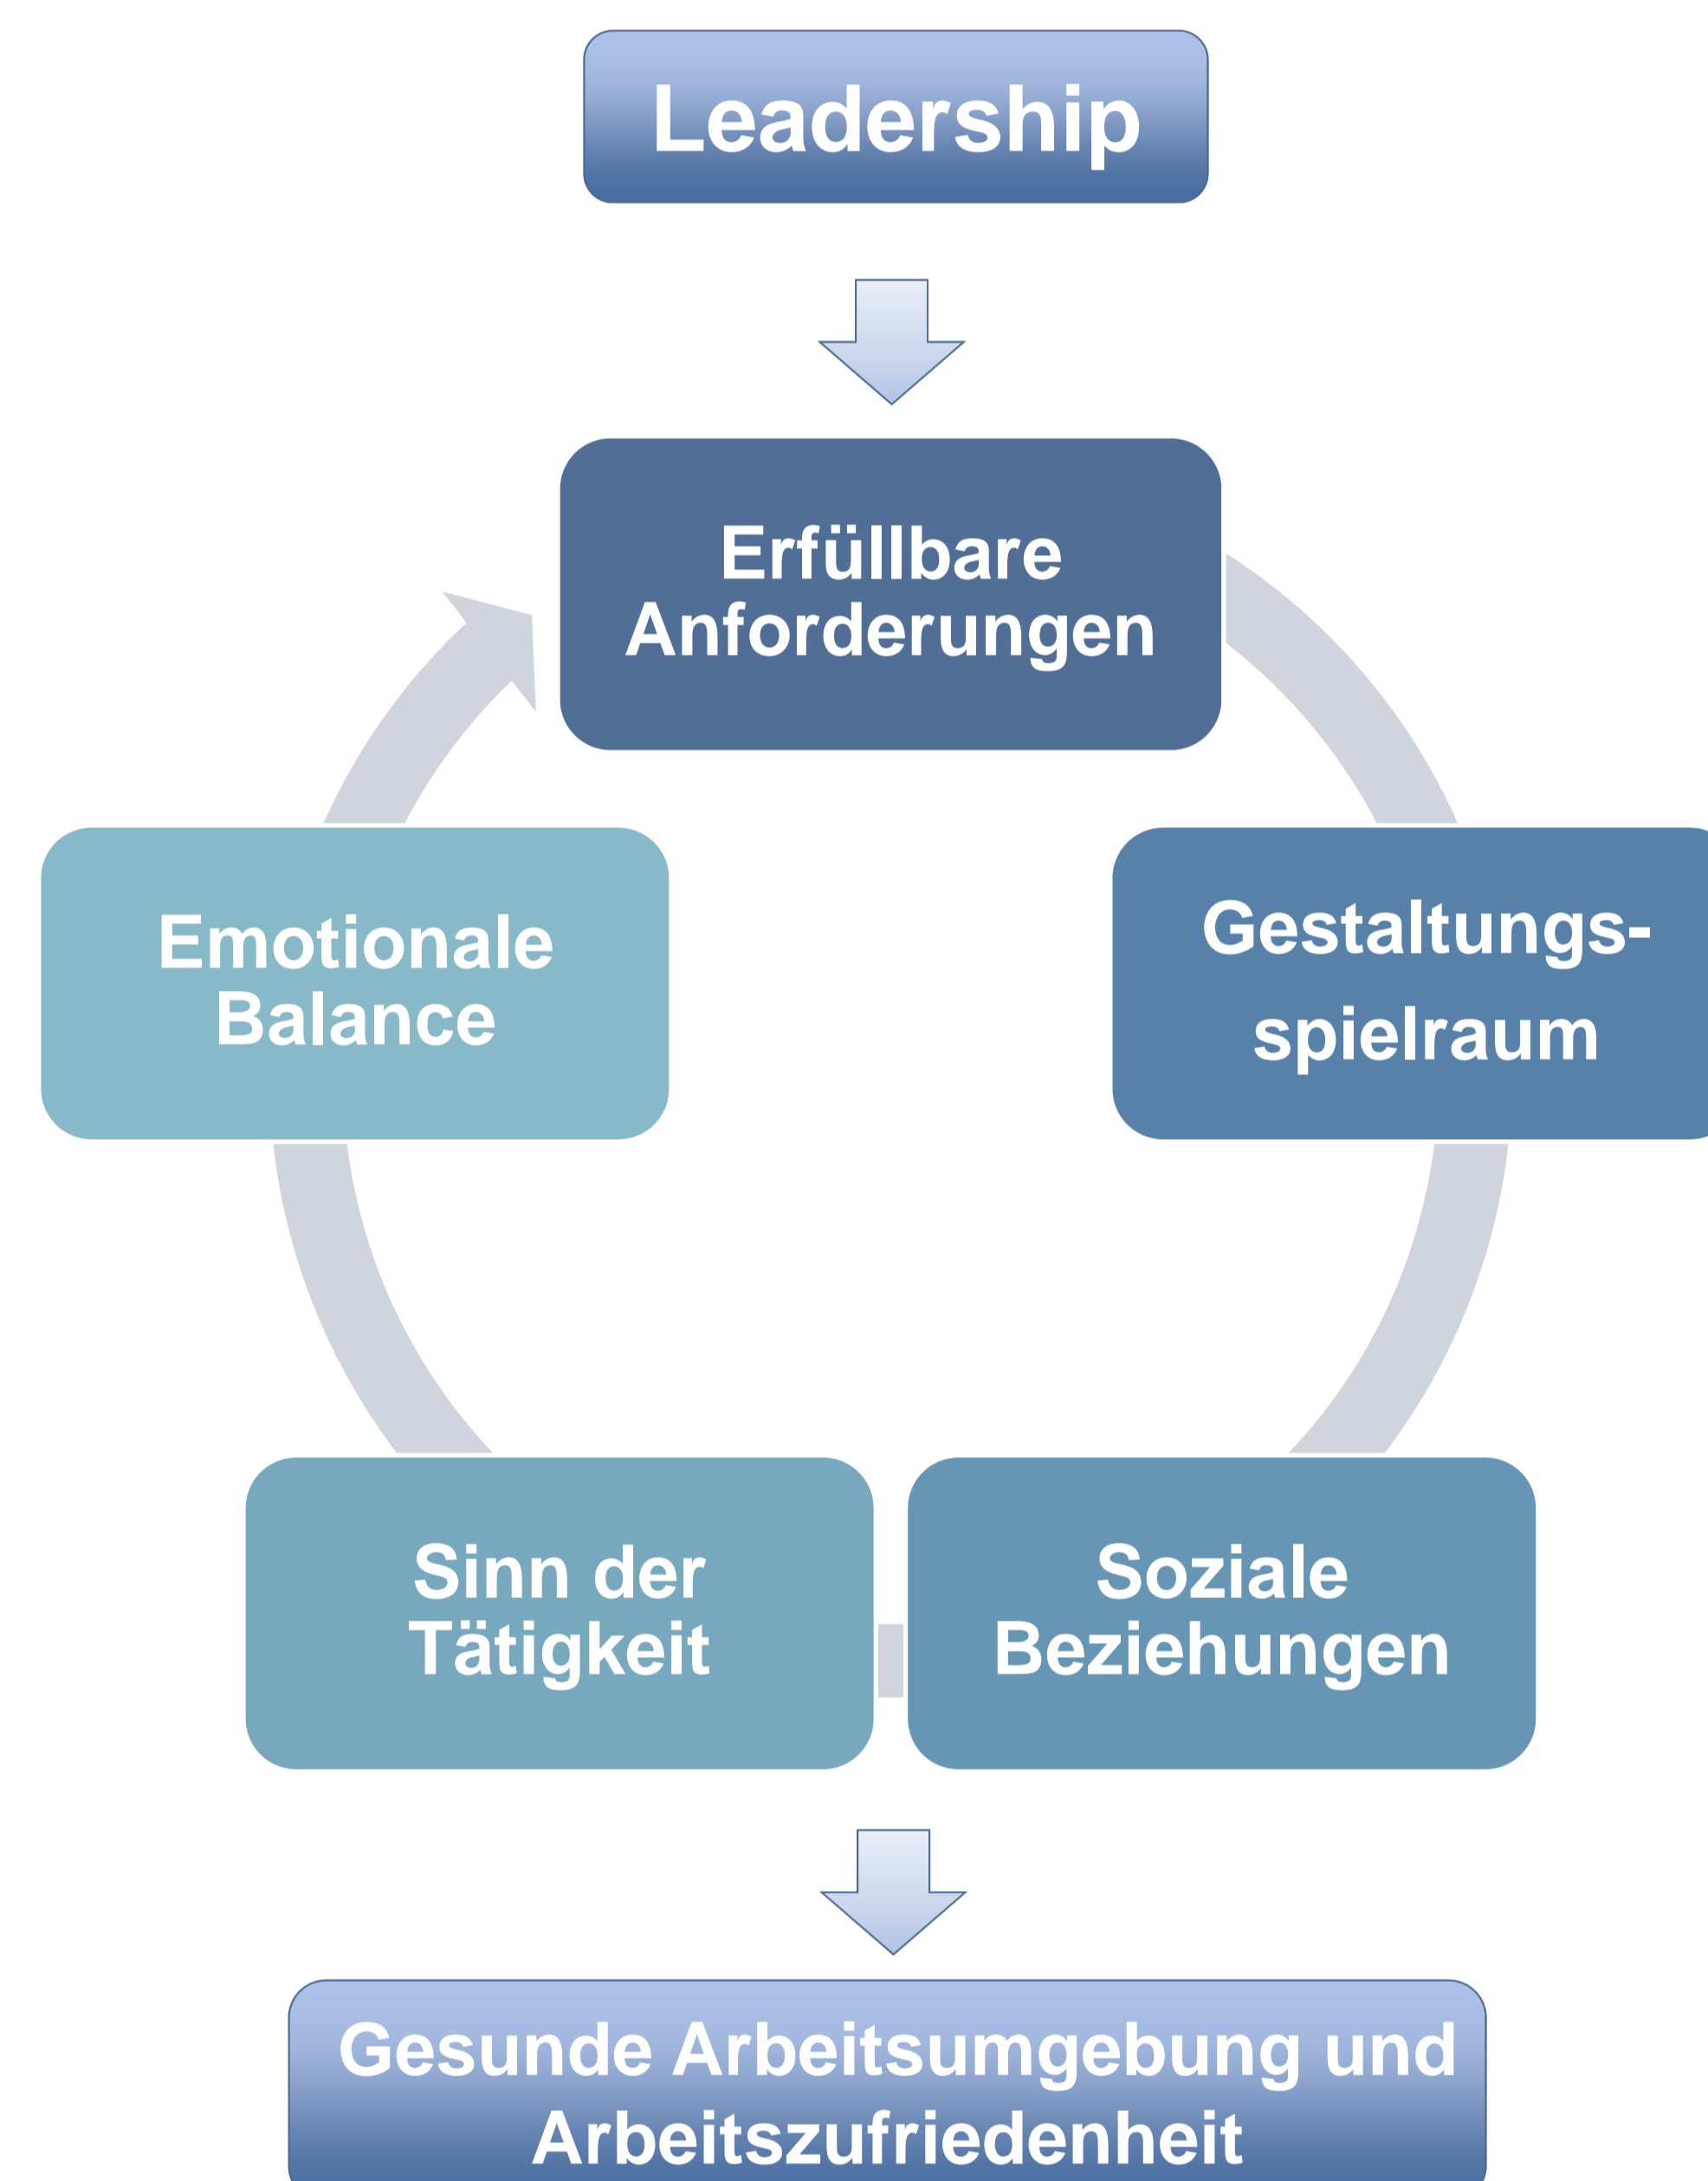 Leadership
Erfüllbare
Anforderungen
Emotionale
Balance
Gestaltungs-
spielraum
Sinn der
Tätigkeit
Soziale
Beziehungen
Gesunde Arbeitsumgebung und
Arbeitszufriedenheit